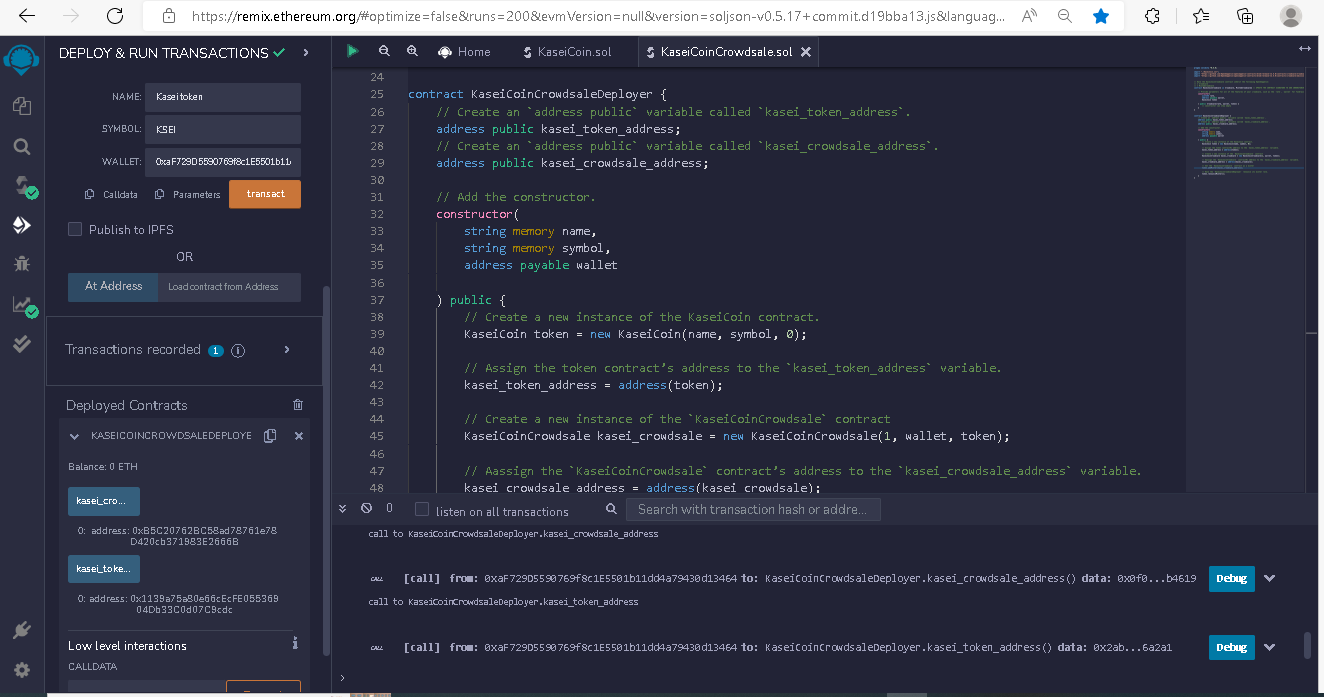 https://remix.ethereum.org/#optimize=false&runs=200&evmVersion=null&version=soljson-v0.5.17+commit.d19bba13.js&languag...
DEPLOY & RUN TRANSACTIONS
NAME: Kaseitoken
SYMBOL: KSEI
WALLET: 0xaF729D5590769f8c1E5501b11
Calldata Parameters transact
Publish to IPFS
OR
At Address Load contract from Address
Transactions recorded 1 i
Deployed Contracts
KASEICOINCROWDSALEDEPLOYE
Balance: 0 ETH
kasei_cro...
0: address: 0xB5C20762BC58ad78761e78
D420cb371983E2666B
kasei_toke...
0: address: 0x1139a75a80e66cEcFE055369
04Db33C0d07C9cdc
Low level interactions i
CALLDATA
Home KaseiCoin.sol KaseiCoinCrowdsale.sol
24
25 contract KaseiCoinCrowdsaleDeployer {
26 // Create an `address public` variable called `kasei_token_address`.
27 address public kasei_token_address;
28 // Create an `address public` variable called `kasei_crowdsale_address`.
29 address public kasei_crowdsale_address;
30
31 // Add the constructor.
32 constructor(
33 string memory name,
34 string memory symbol,
35 address payable wallet
36
37 ) public {
38 // Create a new instance of the KaseiCoin contract.
39 KaseiCoin token = new KaseiCoin(name, symbol, 0);
40
41 // Assign the token contract’s address to the `kasei_token_address` variable.
42 kasei_token_address = address(token);
43
44 // Create a new instance of the `KaseiCoinCrowdsale` contract
45 KaseiCoinCrowdsale kasei_crowdsale = new KaseiCoinCrowdsale(1, wallet, token);
46
47 // Aassign the `KaseiCoinCrowdsale` contract’s address to the `kasei_crowdsale_address` variable.
48 kasei_crowdsale_address = address(kasei_crowdsale);
0 listen on all transactions Search with transaction hash or addre...
call to KaseiCoinCrowdsaleDeployer.kasei_crowdsale_address
CALL [call] from: 0xaF729D5590769f8c1E5501b11dd4a79430d13464 to: KaseiCoinCrowdsaleDeployer.kasei_crowdsale_address() data: 0x0f0...b4619 Debug
call to KaseiCoinCrowdsaleDeployer.kasei_token_address
CALL [call] from: 0xaF729D5590769f8c1E5501b11dd4a79430d13464 to: KaseiCoinCrowdsaleDeployer.kasei_token_address() data: 0x2ab...6a2a1 Debug
>